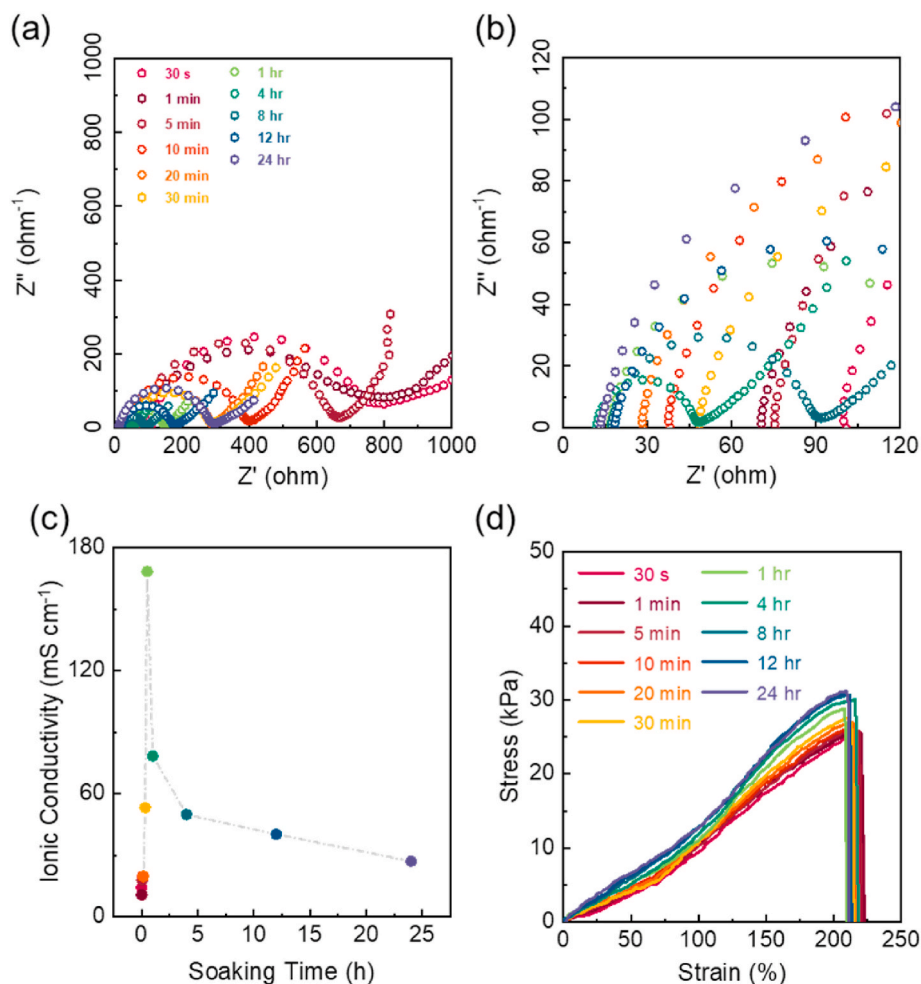 (a)
1000
800
600
400
200
0
Z'' (ohm⁻¹)
30 s
1 min
5 min
10 min
20 min
30 min
1 hr
4 hr
8 hr
12 hr
24 hr
0 200 400 600 800 1000
Z' (ohm)
(b)
120
100
80
60
40
20
0
Z'' (ohm⁻¹)
0 30 60 90 120
Z' (ohm)
(c)
180
120
60
0
Ionic Conductivity (mS cm⁻¹)
0 5 10 15 20 25
Soaking Time (h)
(d)
50
40
30
20
10
0
Stress (kPa)
30 s
1 min
5 min
10 min
20 min
30 min
1 hr
4 hr
8 hr
12 hr
24 hr
0 50 100 150 200 250
Strain (%)